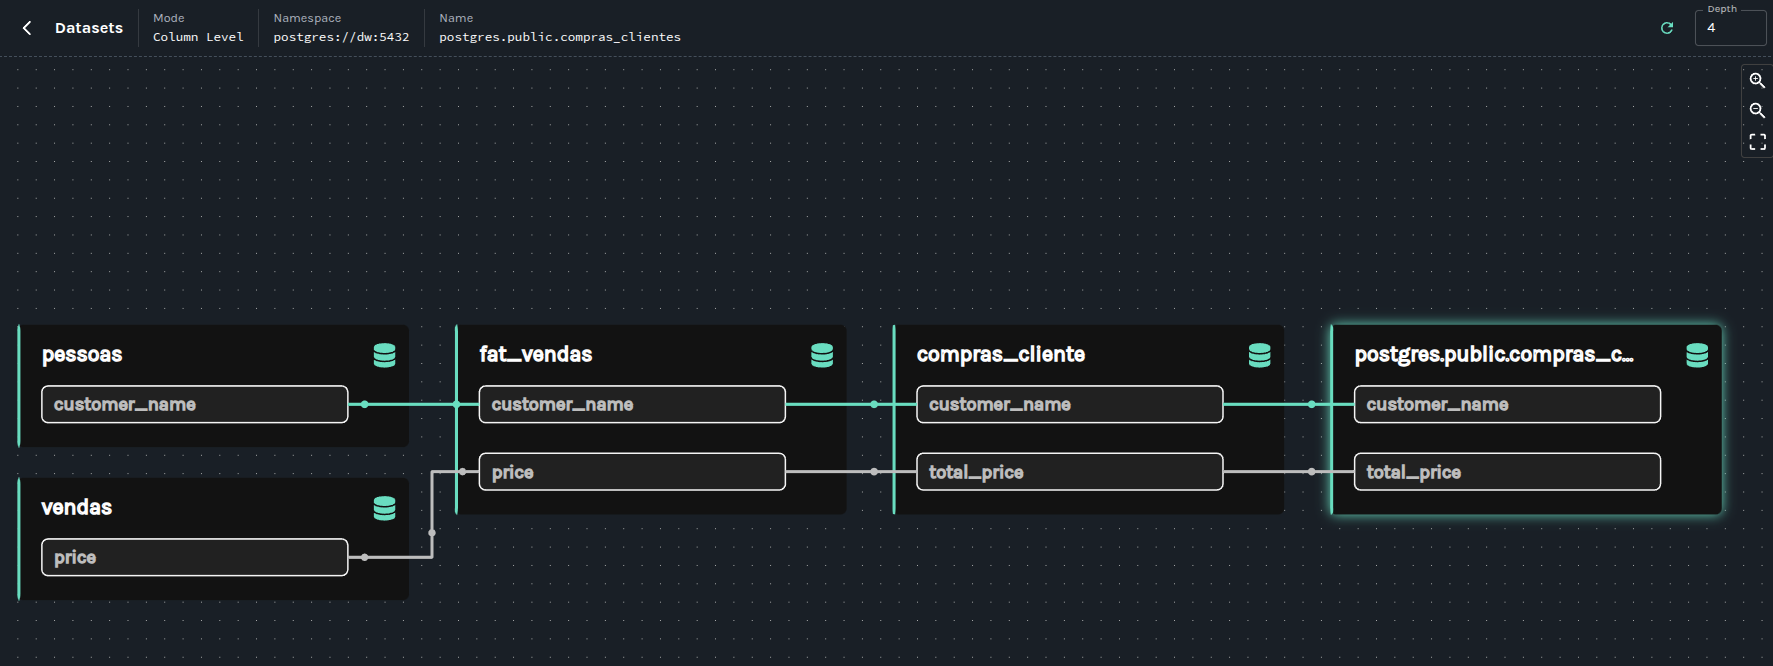 Datasets
Mode
Column Level
Namespace
postgres://dw:5432
Name
postgres.public.compras_clientes
Depth
4
pessoas
customer_name
vendas
price
fat_vendas
customer_name
price
compras_cliente
customer_name
total_price
postgres.public.compras_c...
customer_name
total_price